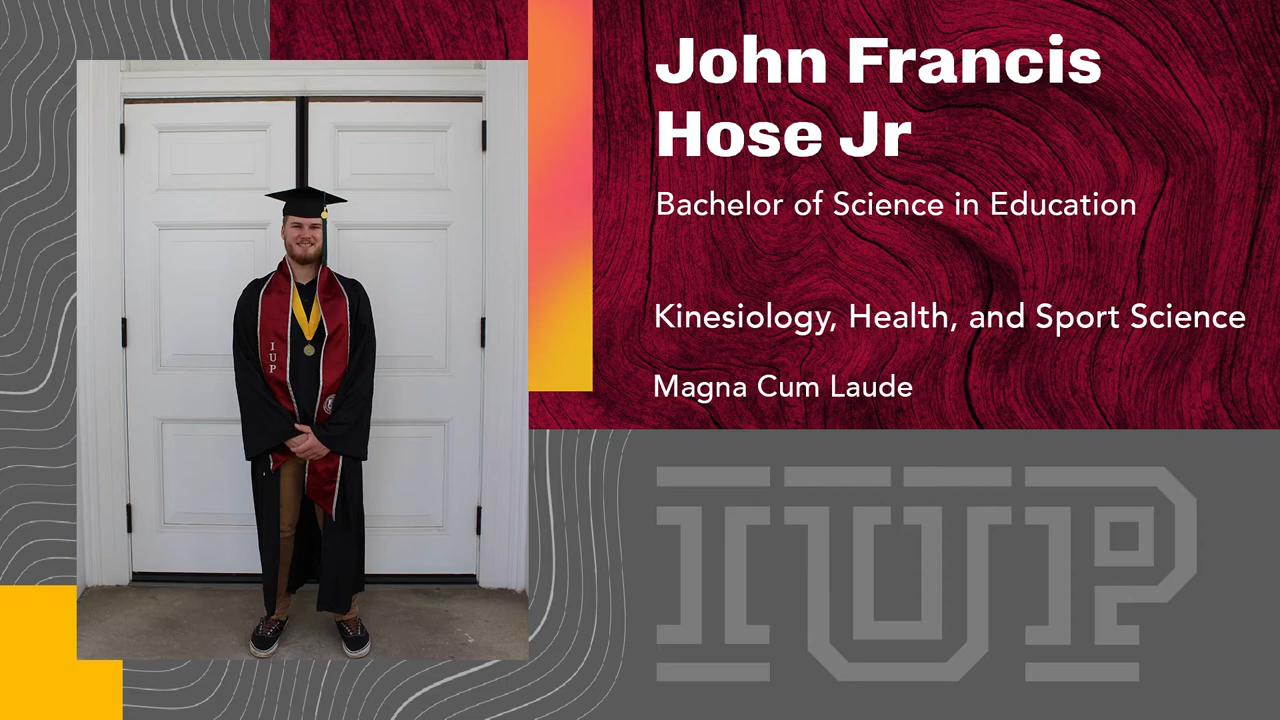 John Francis
Hose Jr
Bachelor of Science in Education
Kinesiology, Health, and Sport Science
Magna Cum Laude
I
U
P
IUP